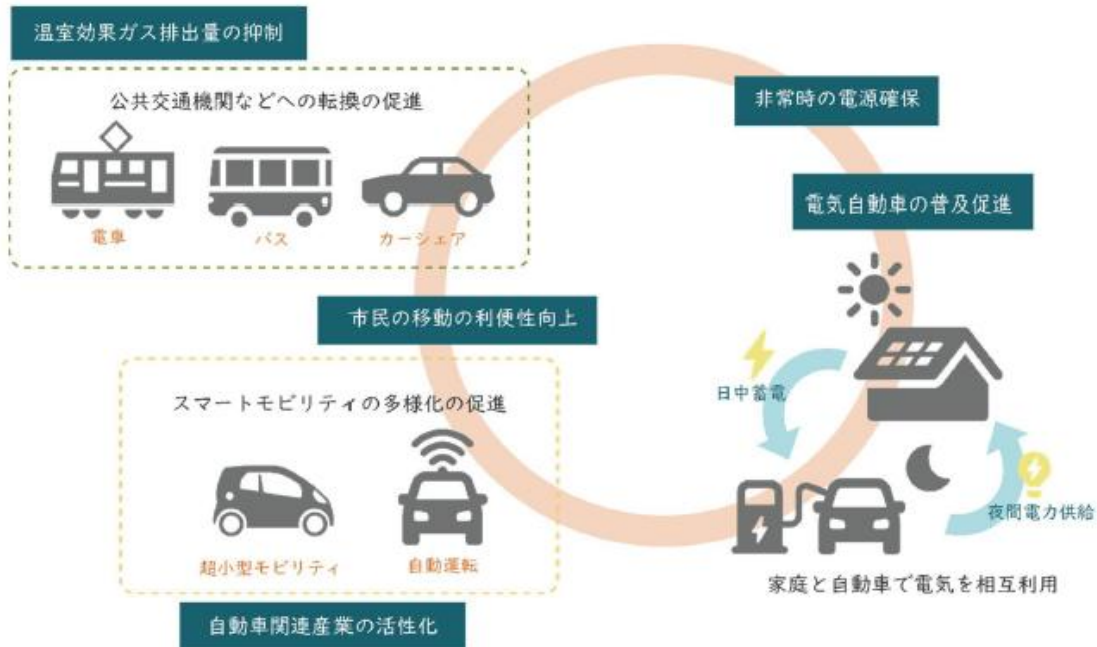 温室効果ガス排出量の抑制
公共交通機関などへの転換の促進
電車
バス
カーシェア
市民の移動の利便性向上
スマートモビリティの多様化の促進
超小型モビリティ
自動運転
自動車関連産業の活性化
非常時の電源確保
電気自動車の普及促進
日中蓄電
夜間電力供給
家庭と自動車で電気を相互利用